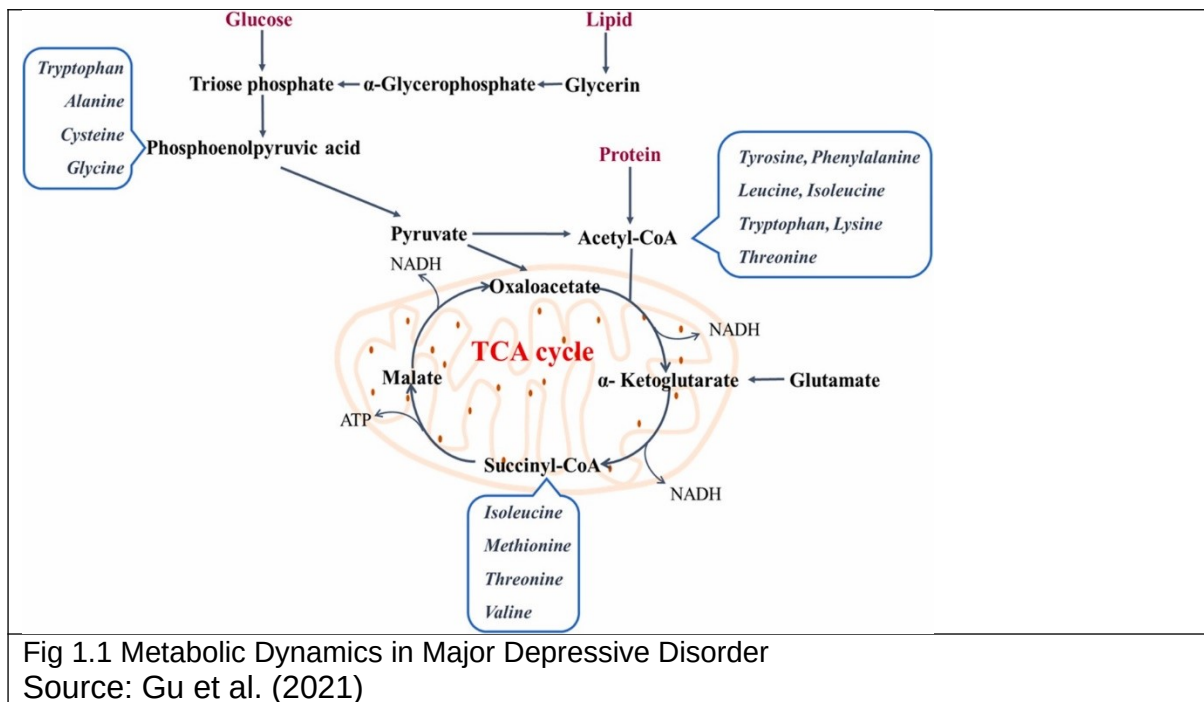 Glucose
Lipid
Tryptophan
Alanine
Cysteine
Glycine
Triose phosphate
α-Glycerophosphate
Glycerin
Phosphoenolpyruvic acid
Protein
Tyrosine, Phenylalanine
Leucine, Isoleucine
Tryptophan, Lysine
Threonine
Pyruvate
Acetyl-CoA
NADH
Oxaloacetate
NADH
TCA cycle
Malate
α- Ketoglutarate
Glutamate
ATP
Succinyl-CoA
NADH
Isoleucine
Methionine
Threonine
Valine
Fig 1.1 Metabolic Dynamics in Major Depressive Disorder
Source: Gu et al. (2021)